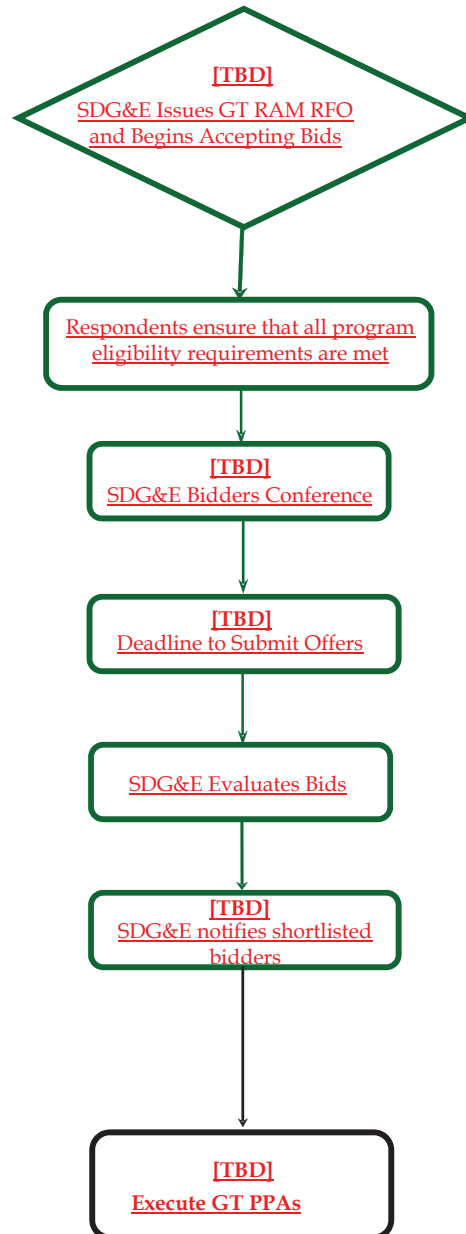 [TBD]
SDG&E Issues GT RAM RFO
and Begins Accepting Bids
Respondents ensure that all program
eligibility requirements are met
[TBD]
SDG&E Bidders Conference
[TBD]
Deadline to Submit Offers
SDG&E Evaluates Bids
[TBD]
SDG&E notifies shortlisted
bidders
[TBD]
Execute GT PPAs